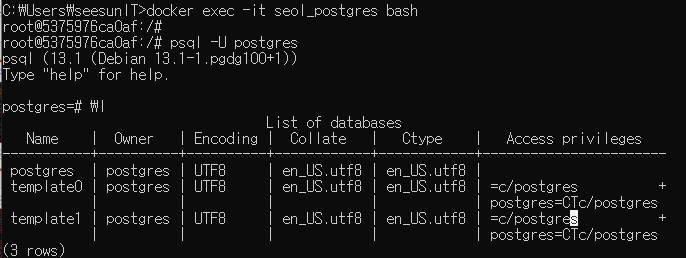 C:₩Users₩seesunIT>docker exec -it seol_postgres bash
root@5375976ca0af:/#
root@5375976ca0af:/# psql -U postgres
psql (13.1 (Debian 13.1-1.pgdg100+1))
Type "help" for help.

postgres=# ₩l
                              List of databases
   Name    |  Owner   | Encoding |  Collate   |   Ctype    |   Access privileges
-----------+----------+----------+------------+------------+-----------------------
 postgres  | postgres | UTF8     | en_US.utf8 | en_US.utf8 |
 template0 | postgres | UTF8     | en_US.utf8 | en_US.utf8 | =c/postgres          +
           |          |          |            |            | postgres=CTc/postgres
 template1 | postgres | UTF8     | en_US.utf8 | en_US.utf8 | =c/postgres          +
           |          |          |            |            | postgres=CTc/postgres
(3 rows)